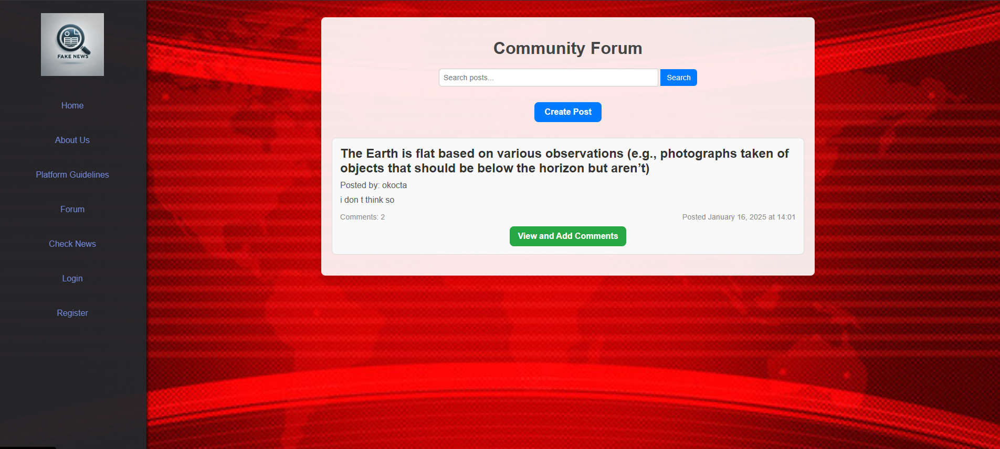 FAKE NEWS
Home
About Us
Platform Guidelines
Forum
Check News
Login
Register
Community Forum
Search posts...
Search
Create Post
The Earth is flat based on various observations (e.g., photographs taken of
objects that should be below the horizon but aren’t)
Posted by: okocta
i don t think so
Comments: 2
Posted January 16, 2025 at 14:01
View and Add Comments